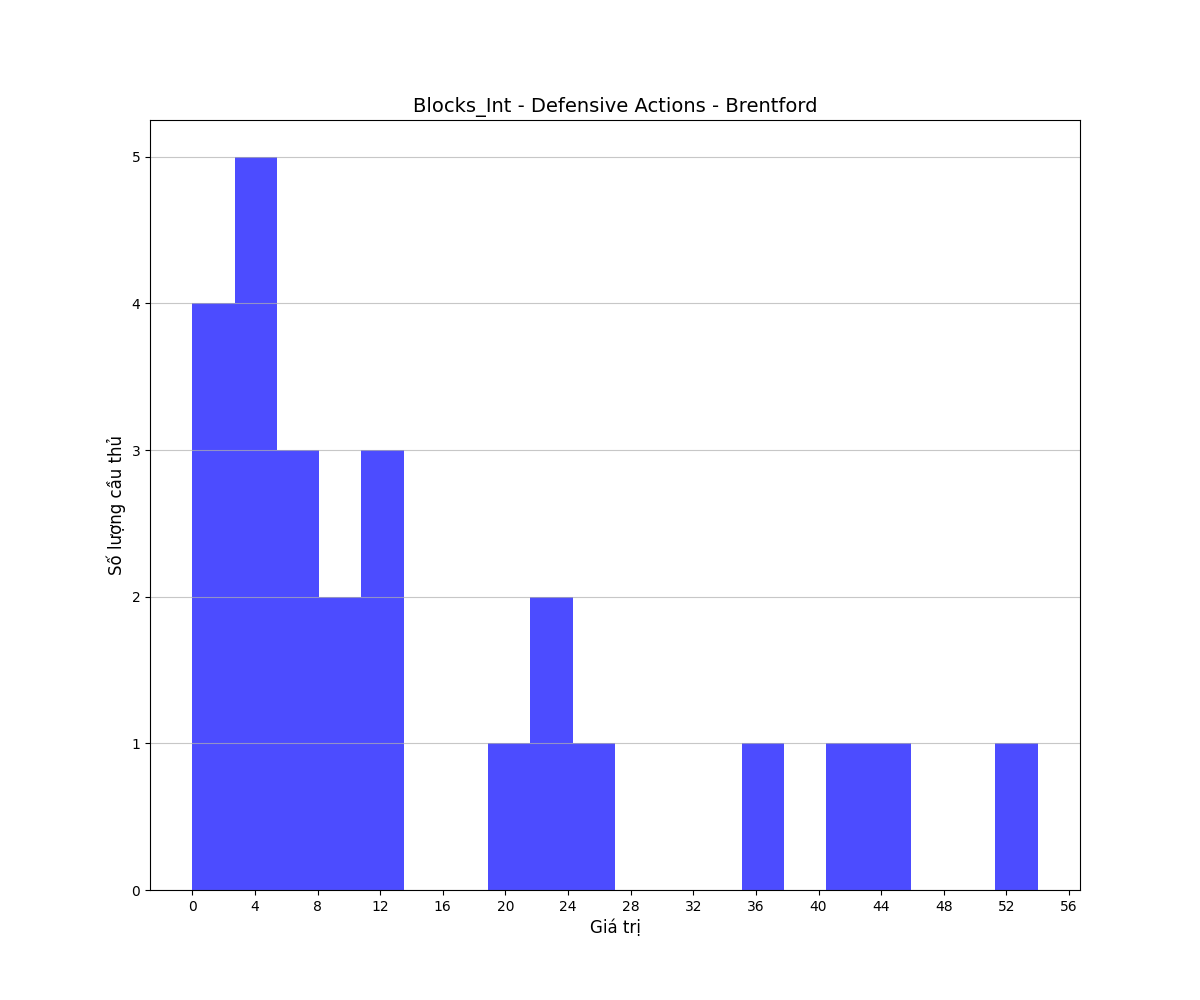 Blocks_Int - Defensive Actions - Brentford
5
4
3
2
1
0
Số lượng cầu thủ
0 4 8 12 16 20 24 28 32 36 40 44 48 52 56
Giá trị